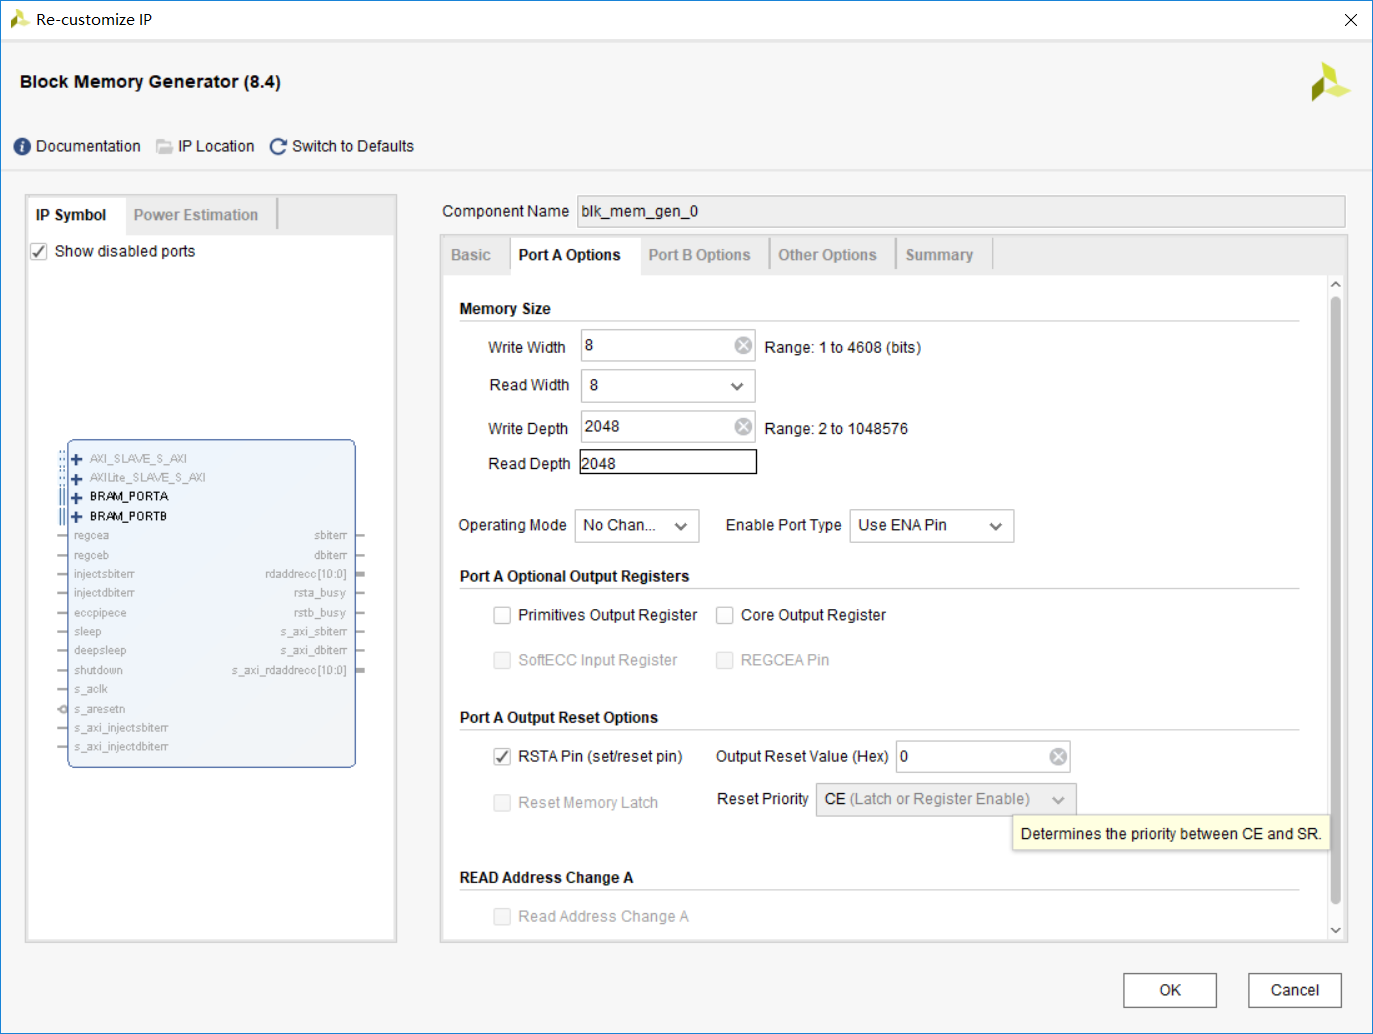 Re-customize IP
Block Memory Generator (8.4)
Documentation IP Location Switch to Defaults
IP Symbol Power Estimation
Show disabled ports
AXI_SLAVE_S_AXI
AXILite_SLAVE_S_AXI
BRAM_PORTA
BRAM_PORTB
regcea sbiterr
regceb dbiterr
injectsbiterr rdaddrecc[10:0]
injectdbiterr rsta_busy
eccpipece rstb_busy
sleep s_axi_sbiterr
deepsleep s_axi_dbiterr
shutdown s_axi_rdaddrecc[10:0]
s_aclk
s_aresetn
s_axi_injectsbiterr
s_axi_injectdbiterr
Component Name blk_mem_gen_0
Basic Port A Options Port B Options Other Options Summary
Memory Size
Write Width 8 Range: 1 to 4608 (bits)
Read Width 8
Write Depth 2048 Range: 2 to 1048576
Read Depth 2048
Operating Mode No Chan... Enable Port Type Use ENA Pin
Port A Optional Output Registers
Primitives Output Register Core Output Register
SoftECC Input Register REGCEA Pin
Port A Output Reset Options
RSTA Pin (set/reset pin) Output Reset Value (Hex) 0
Reset Memory Latch Reset Priority CE (Latch or Register Enable)
Determines the priority between CE and SR.
READ Address Change A
Read Address Change A
OK Cancel